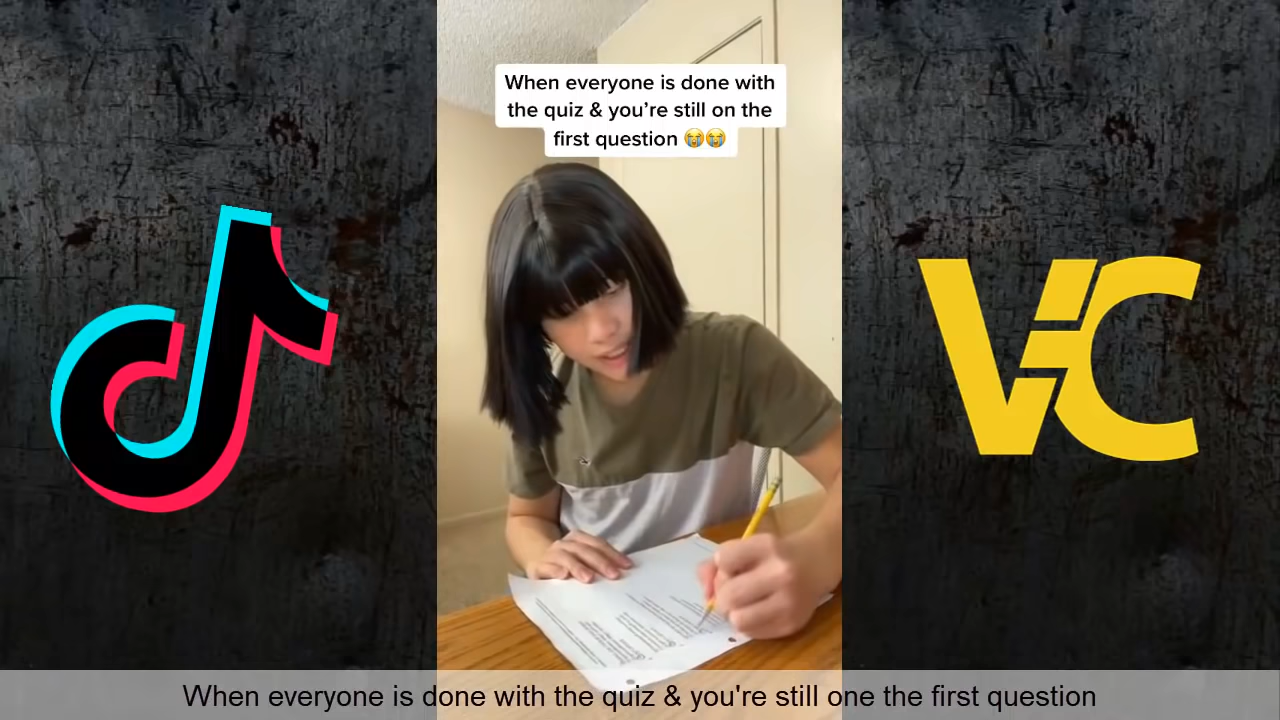 When everyone is done with
the quiz & you're still on the
first question 😭😭
VC
When everyone is done with the quiz & you're still one the first question